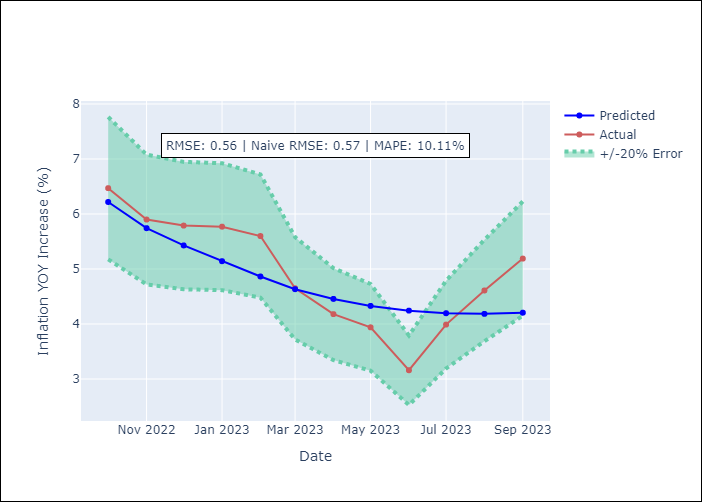 RMSE: 0.56 | Naive RMSE: 0.57 | MAPE: 10.11%
Predicted
Actual
+/-20% Error
Inflation YOY Increase (%)
8
7
6
5
4
3
Nov 2022
Jan 2023
Mar 2023
May 2023
Jul 2023
Sep 2023
Date